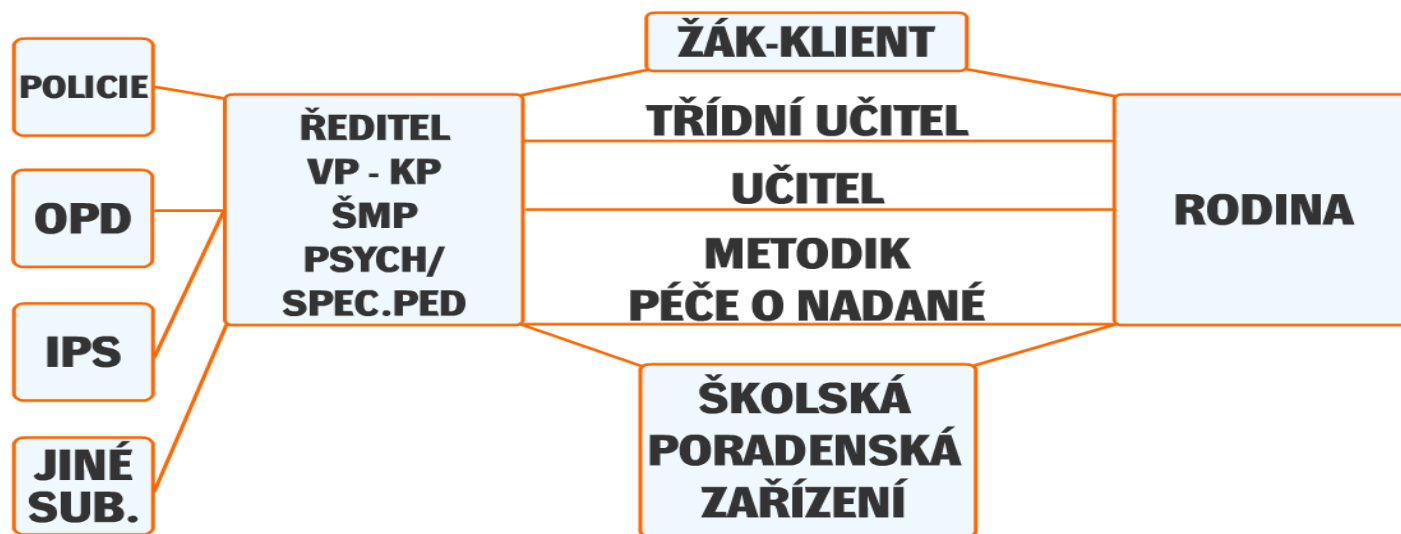 POLICIE
OPD
IPS
JINÉ
SUB.
ŘEDITEL
VP - KP
ŠMP
PSYCH/
SPEC.PED
ŽÁK-KLIENT
TŘÍDNÍ UČITEL
UČITEL
METODIK
PÉČE O NADANÉ
ŠKOLSKÁ
PORADENSKÁ
ZAŘÍZENÍ
RODINA